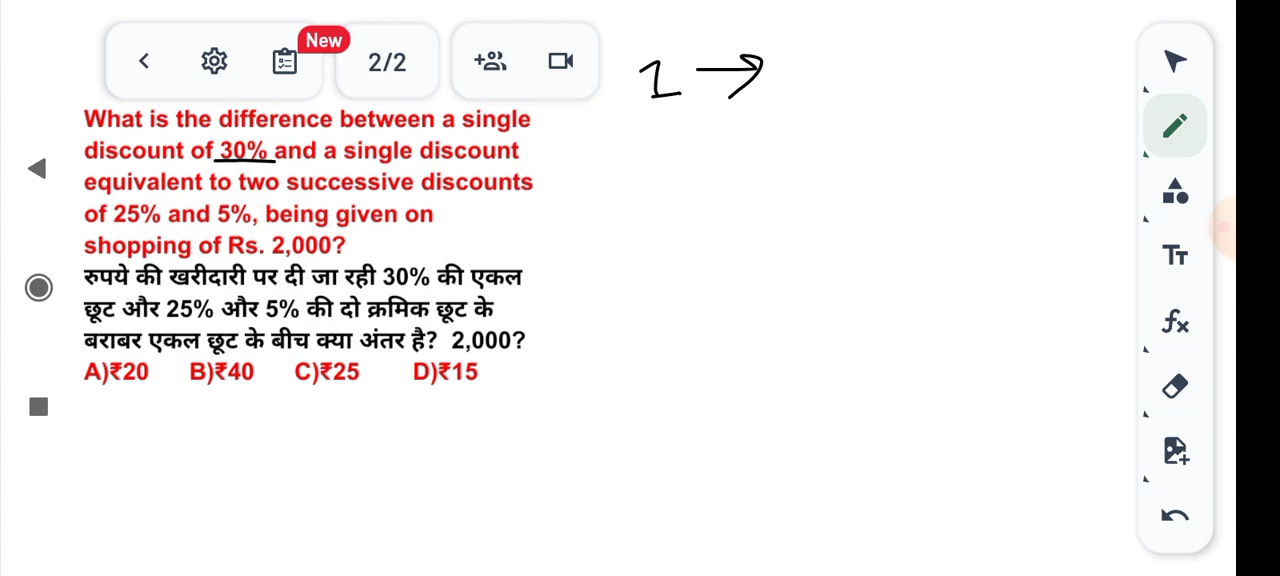 New
2/2
1 →
What is the difference between a single
discount of 30% and a single discount
equivalent to two successive discounts
of 25% and 5%, being given on
shopping of Rs. 2,000?
रुपये की खरीदारी पर दी जा रही 30% की एकल
छूट और 25% और 5% की दो क्रमिक छूट के
बराबर एकल छूट के बीच क्या अंतर है? 2,000?
A)₹20 B)₹40 C)₹25 D)₹15
TT
fx